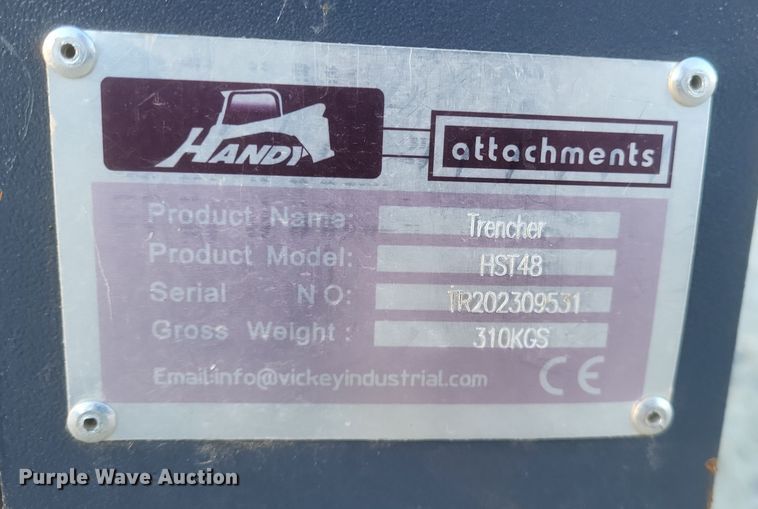 HANDY
attachments
Product Name: Trencher
Product Model: HST48
Serial NO: TR202309531
Gross Weight: 310KGS
Email:info@vickeyindustrial.com CE
Purple Wave Auction